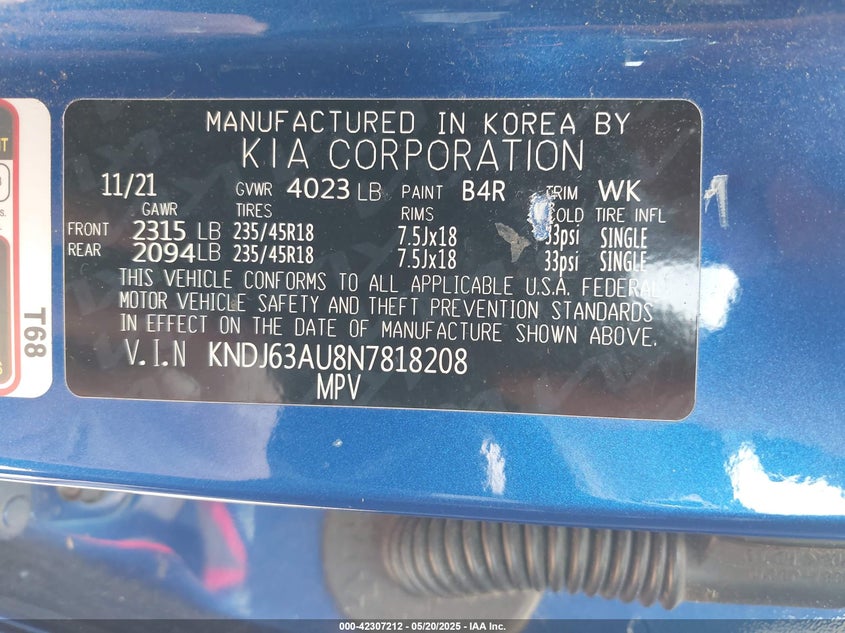 MANUFACTURED IN KOREA BY
KIA CORPORATION
11/21 GVWR 4023 LB PAINT B4R TRIM WK
GAWR TIRES RIMS COLD TIRE INFL
FRONT 2315 LB 235/45R18 7.5Jx18 33psi SINGLE
REAR 2094 LB 235/45R18 7.5Jx18 33psi SINGLE
THIS VEHICLE CONFORMS TO ALL APPLICABLE U.S.A. FEDERAL
MOTOR VEHICLE SAFETY AND THEFT PREVENTION STANDARDS
IN EFFECT ON THE DATE OF MANUFACTURE SHOWN ABOVE.
V.I.N KNDJ63AU8N7818208
MPV
T68
000-42307212 - 05/20/2025 - IAA Inc.